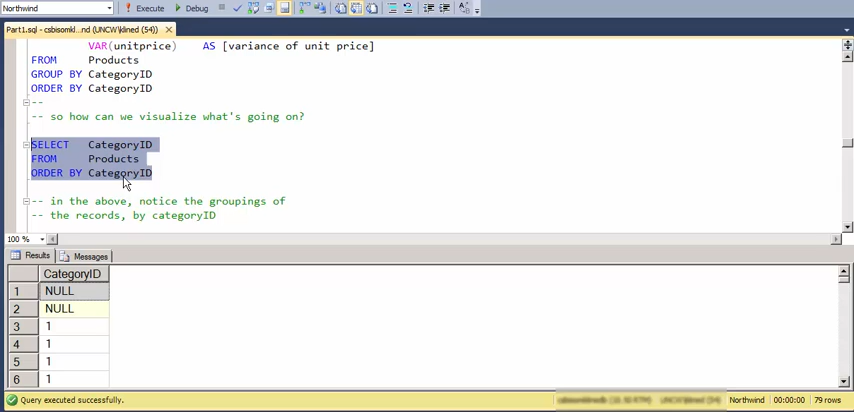 Northwind Execute Debug
Part1.sql - csbisomkl...nd (UNCW\klined (54)) ×
VAR(unitprice) AS [variance of unit price]
FROM Products
GROUP BY CategoryID
ORDER BY CategoryID
--
-- so how can we visualize what's going on?
SELECT CategoryID
FROM Products
ORDER BY CategoryID
-- in the above, notice the groupings of
-- the records, by categoryID
100 %
Results Messages
CategoryID
1 NULL
2 NULL
3 1
4 1
5 1
6 1
Query executed successfully. Northwind 00:00:00 79 rows